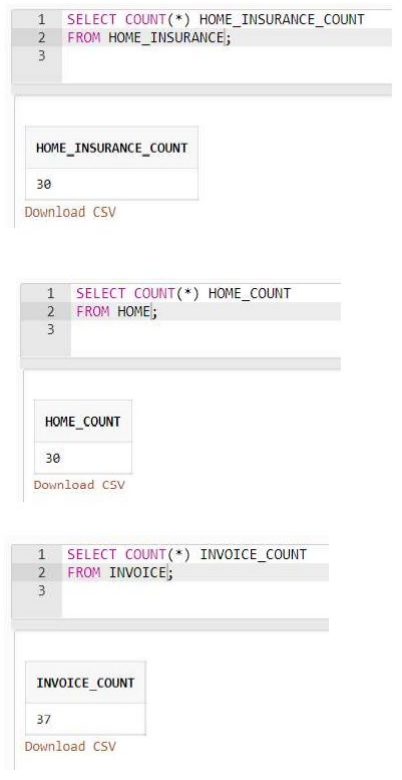 1 SELECT COUNT(*) HOME_INSURANCE_COUNT
2 FROM HOME_INSURANCE;
3
HOME_INSURANCE_COUNT
30
Download CSV
1 SELECT COUNT(*) HOME_COUNT
2 FROM HOME;
3
HOME_COUNT
30
Download CSV
1 SELECT COUNT(*) INVOICE_COUNT
2 FROM INVOICE;
3
INVOICE_COUNT
37
Download CSV